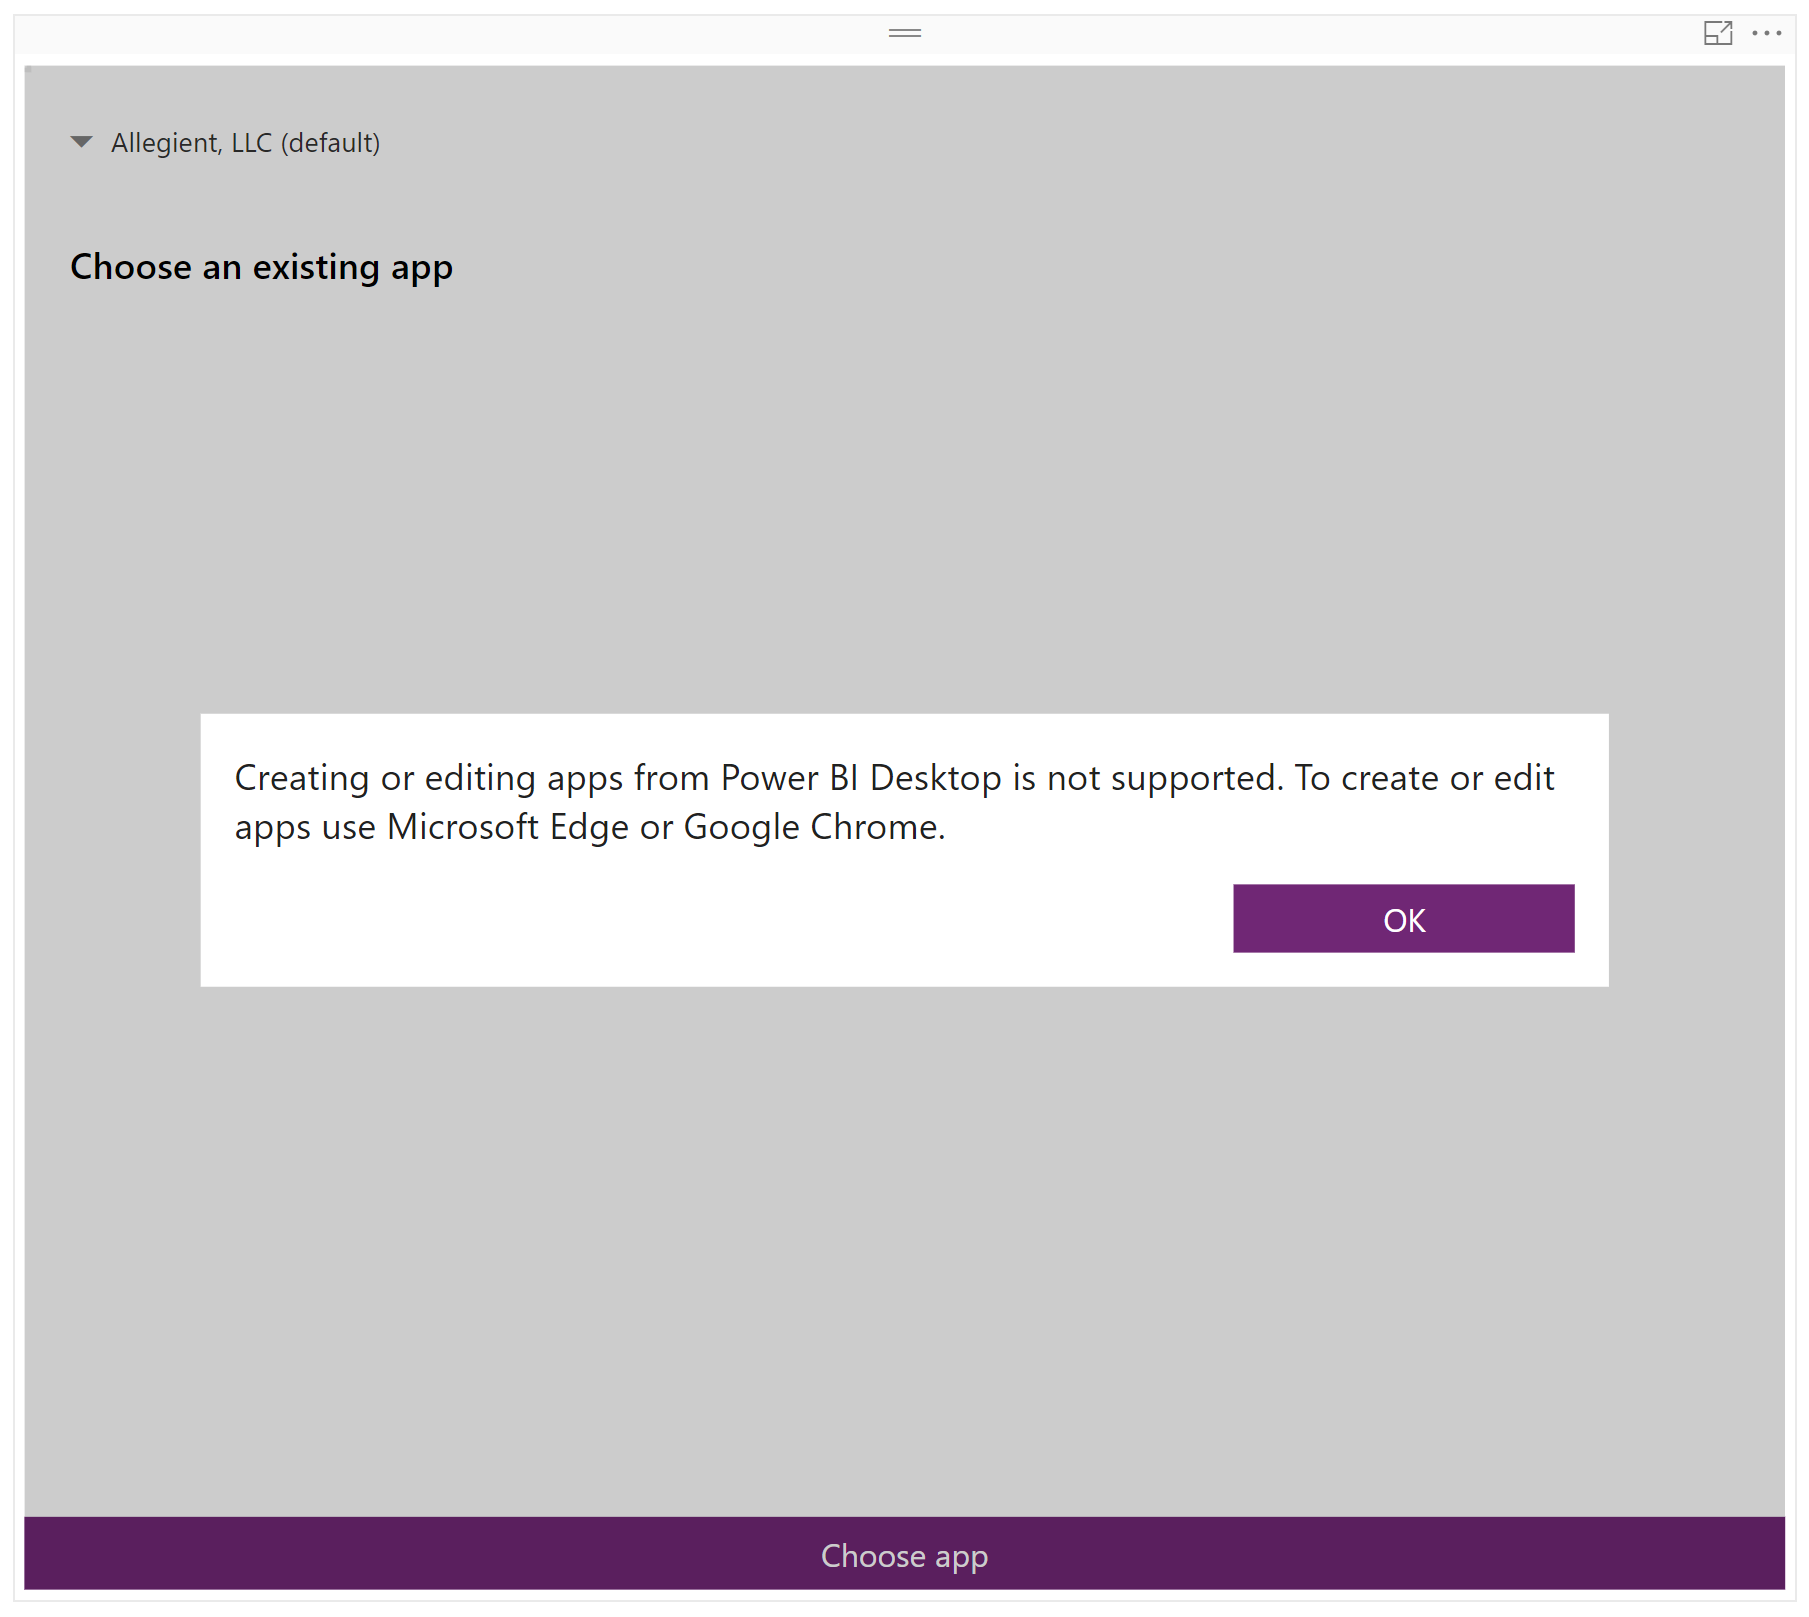 Allegient, LLC (default)
Choose an existing app
Creating or editing apps from Power BI Desktop is not supported. To create or edit
apps use Microsoft Edge or Google Chrome.
OK
Choose app